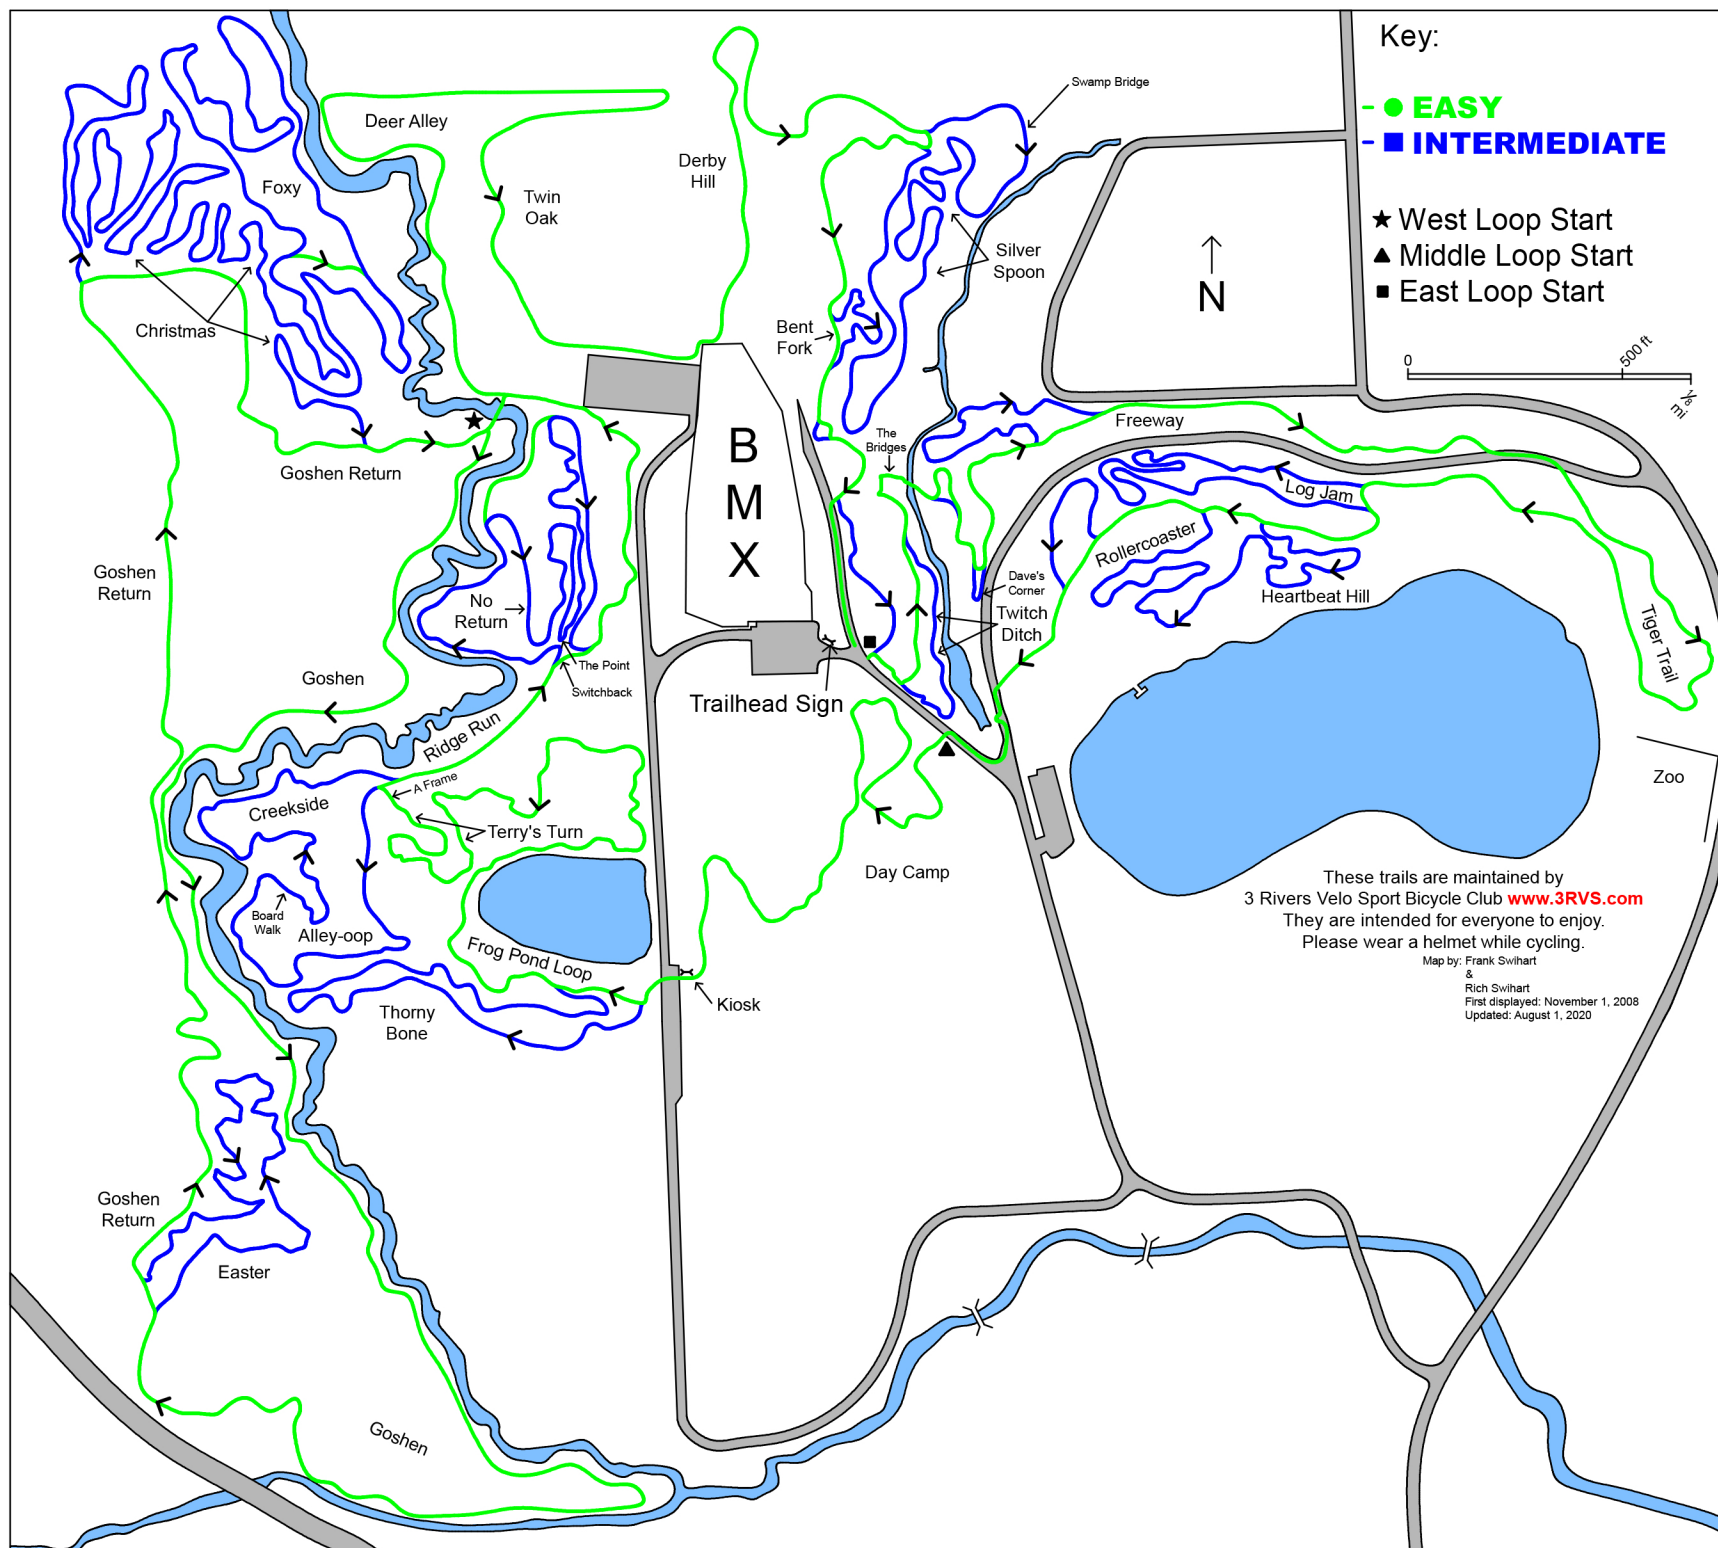 Key:
EASY
INTERMEDIATE
West Loop Start
Middle Loop Start
East Loop Start
0
500 ft
⅛
mi
N
Swamp Bridge
Deer Alley
Derby
Hill
Twin
Oak
Foxy
Silver
Spoon
Christmas
Bent
Fork
Goshen Return
The
Bridges
Freeway
B
M
X
Log Jam
Rollercoaster
Heartbeat Hill
Dave's
Corner
Twitch
Ditch
Tiger Trail
Goshen
Return
No
Return
The Point
Switchback
Goshen
Trailhead Sign
Ridge Run
A Frame
Creekside
Terry's Turn
Zoo
Day Camp
Board
Walk
Alley-oop
Frog Pond Loop
Kiosk
Thorny
Bone
These trails are maintained by
3 Rivers Velo Sport Bicycle Club www.3RVS.com
They are intended for everyone to enjoy.
Please wear a helmet while cycling.
Map by: Frank Swihart
&
Rich Swihart
First displayed: November 1, 2008
Updated: August 1, 2020
Goshen
Return
Easter
Goshen